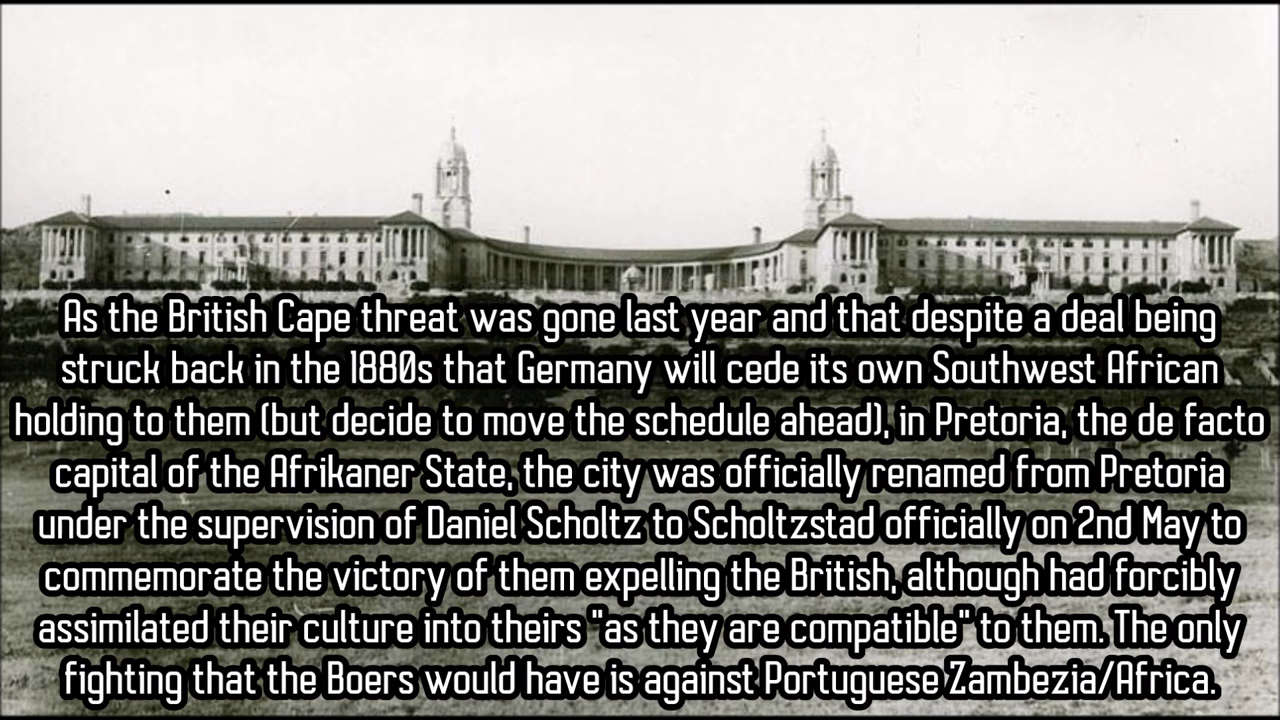 As the British Cape threat was gone last year and that despite a deal being
struck back in the 1880s that Germany will cede its own Southwest African
holding to them (but decide to move the schedule ahead), in Pretoria, the de facto
capital of the Afrikaner State, the city was officially renamed from Pretoria
under the supervision of Daniel Scholtz to Scholtzstad officially on 2nd May to
commemorate the victory of them expelling the British, although had forcibly
assimilated their culture into theirs "as they are compatible" to them. The only
fighting that the Boers would have is against Portuguese Zambezia/Africa.